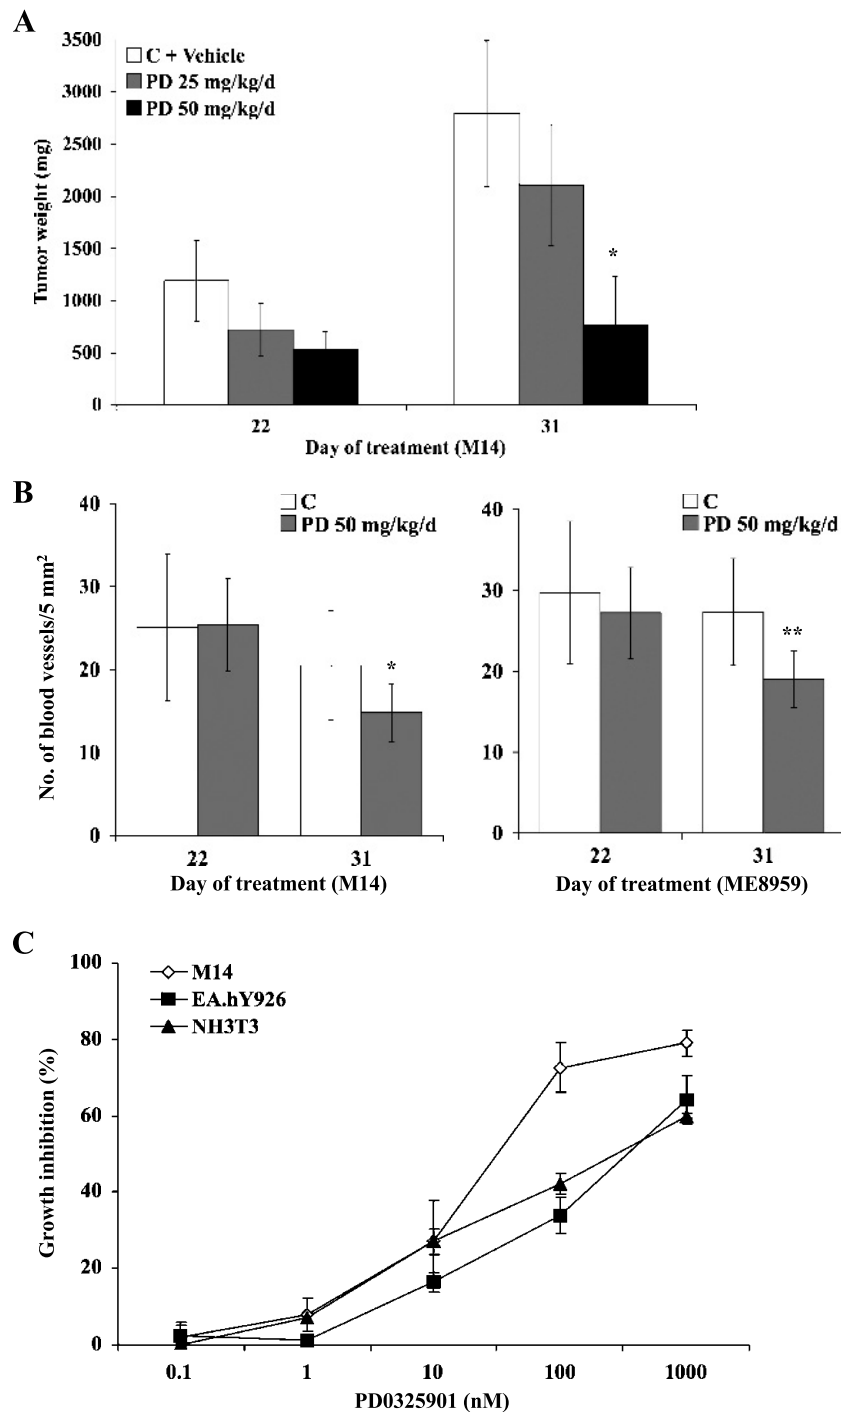 A
3500
3000
2500
2000
1500
1000
500
0
Tumor weight (mg)
C + Vehicle
PD 25 mg/kg/d
PD 50 mg/kg/d
*
22
31
Day of treatment (M14)
B
40
30
20
10
0
No. of blood vessels/5 mm²
C
PD 50 mg/kg/d
*
22
31
Day of treatment (M14)
40
30
20
10
0
C
PD 50 mg/kg/d
**
22
31
Day of treatment (ME8959)
C
100
80
60
40
20
0
Growth inhibition (%)
M14
EA.hY926
NH3T3
0.1
1
10
100
1000
PD0325901 (nM)